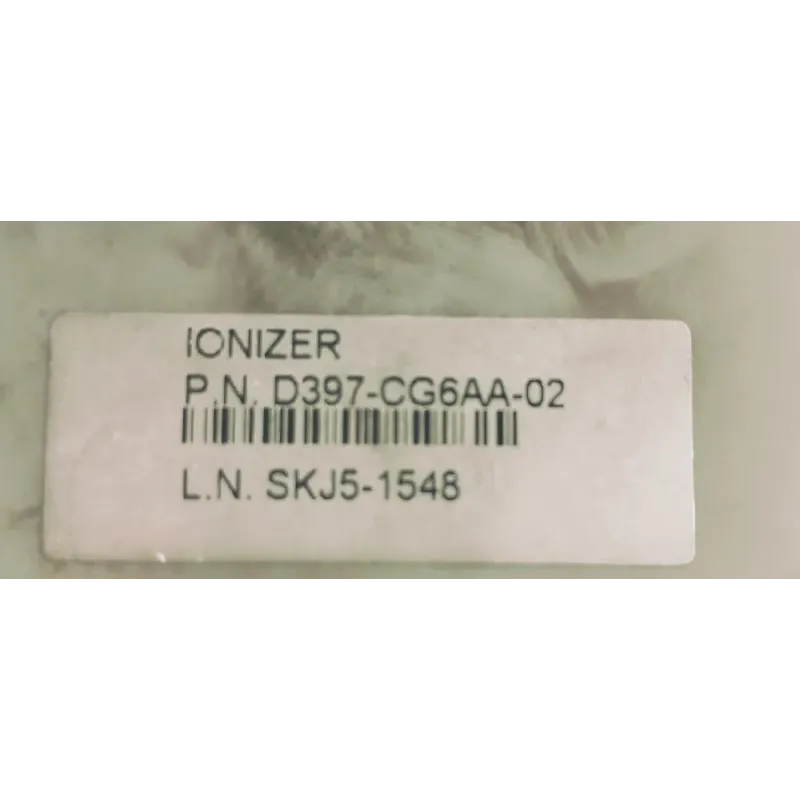 IONIZER
P.N. D397-CG6AA-02
L.N. SKJ5-1548